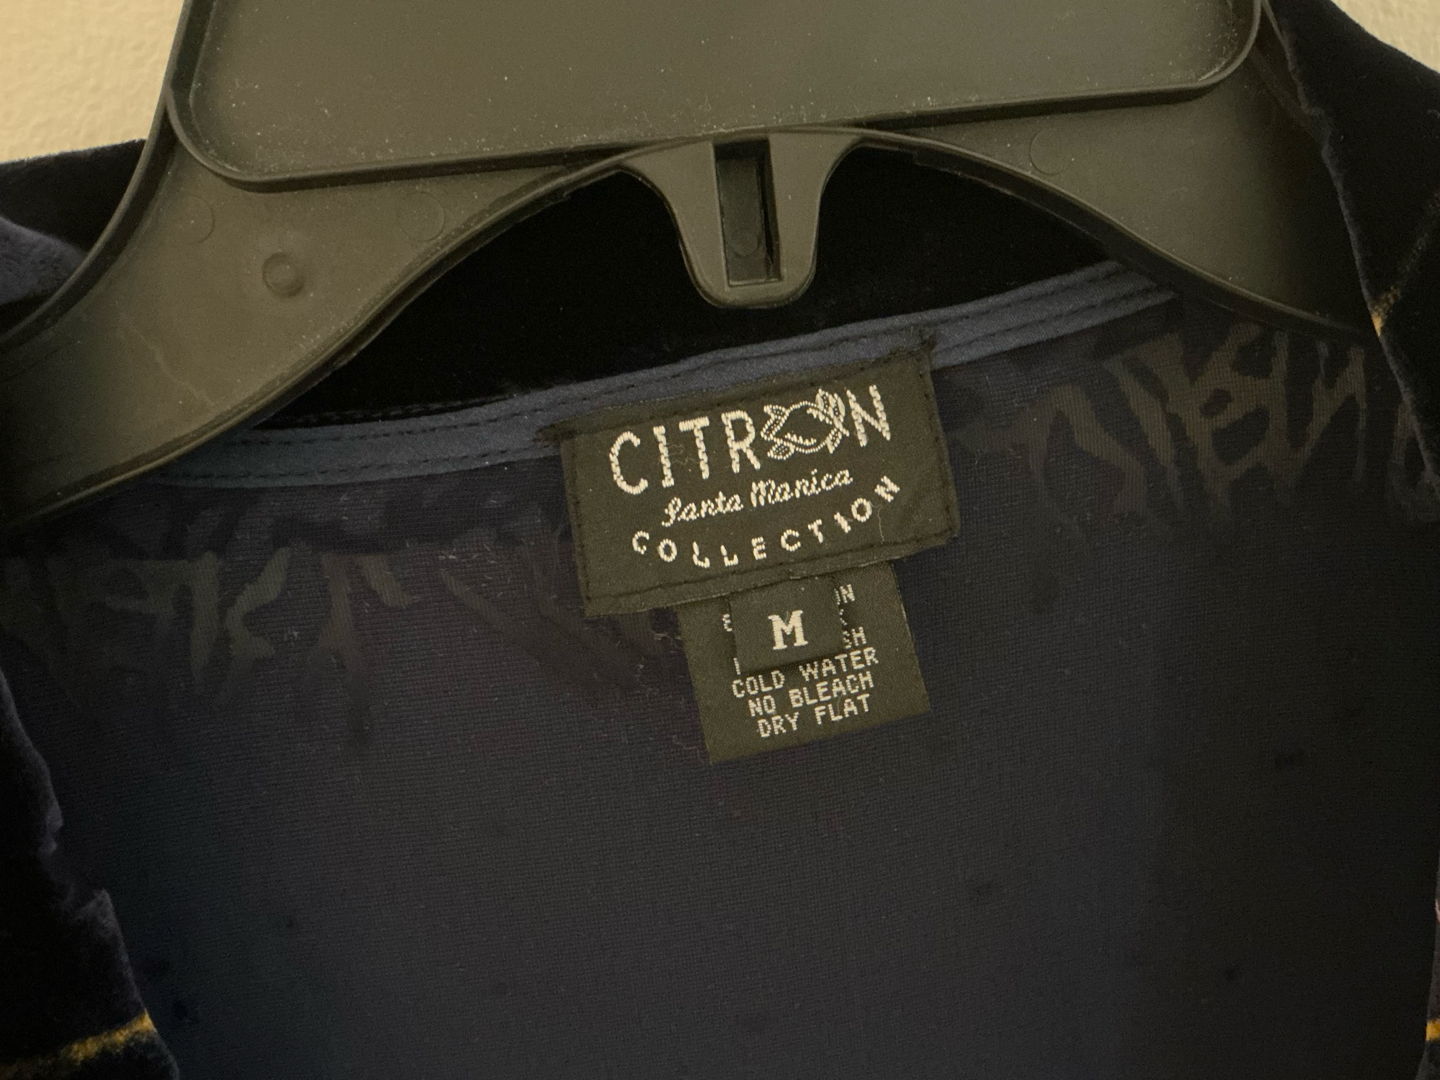 CITRON
Santa Monica
COLLECTION
M
COLD WATER
NO BLEACH
DRY FLAT